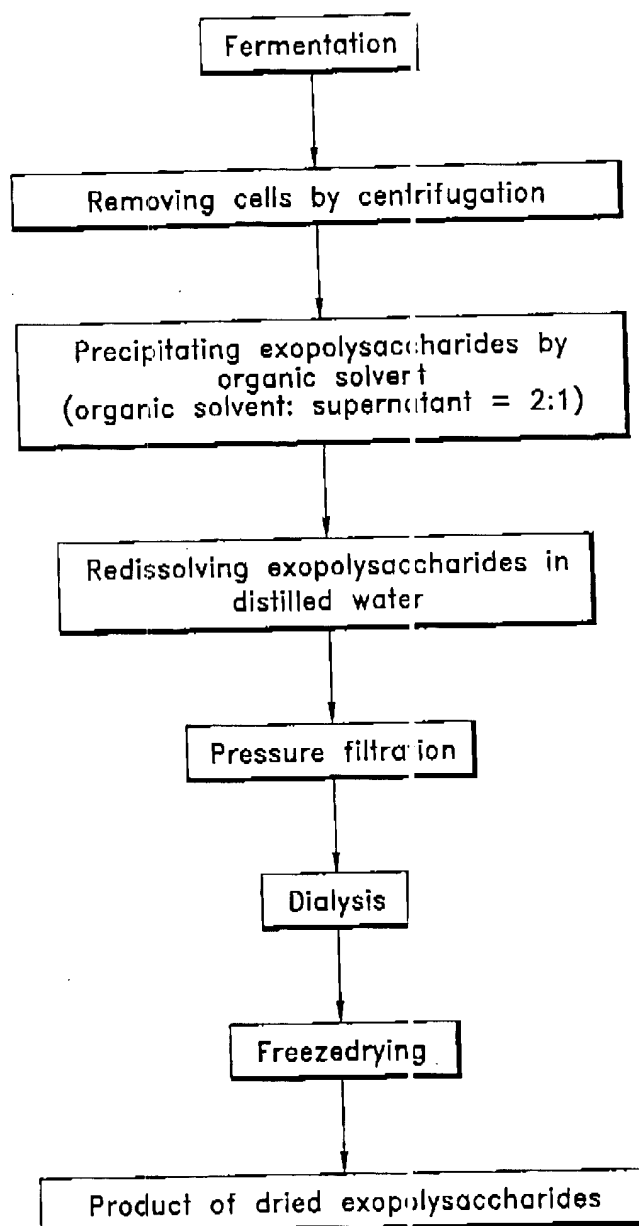 Fermentation
Removing cells by centrifugation
Precipitating exopolysaccharides by
organic solvent
(organic solvent: supernatant = 2:1)
Redissolving exopolysaccharides in
distilled water
Pressure filtration
Dialysis
Freezedrying
Product of dried exopolysaccharides